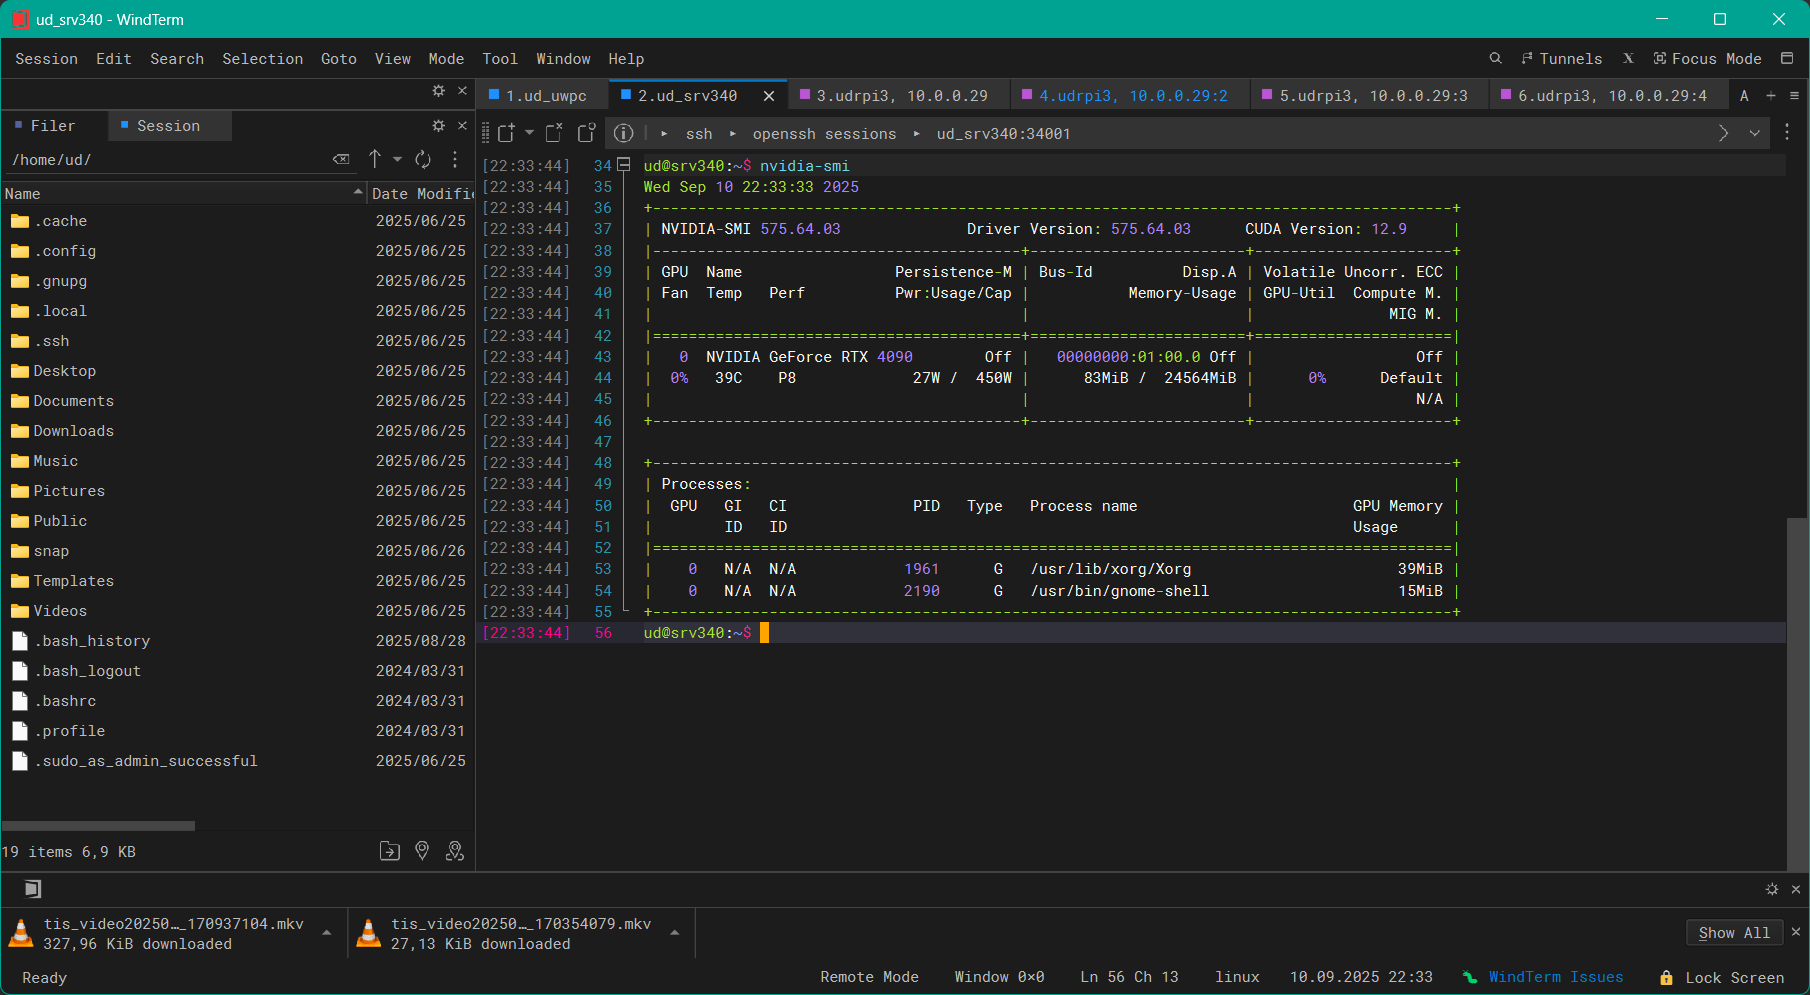 ud_srv340 - WindTerm
Session Edit Search Selection Goto View Mode Tool Window Help
Tunnels X Focus Mode
1.ud_uwpc 2.ud_srv340 3.udrpi3, 10.0.0.29 4.udrpi3, 10.0.0.29:2 5.udrpi3, 10.0.0.29:3 6.udrpi3, 10.0.0.29:4 A
Filer Session
ssh openssh sessions ud_srv340:34001
/home/ud/
Name Date Modifie
.cache 2025/06/25
.config 2025/06/25
.gnupg 2025/06/25
.local 2025/06/25
.ssh 2025/06/25
Desktop 2025/06/25
Documents 2025/06/25
Downloads 2025/06/25
Music 2025/06/25
Pictures 2025/06/25
Public 2025/06/25
snap 2025/06/26
Templates 2025/06/25
Videos 2025/06/25
.bash_history 2025/08/28
.bash_logout 2024/03/31
.bashrc 2024/03/31
.profile 2024/03/31
.sudo_as_admin_successful 2025/06/25
19 items 6,9 KB
[22:33:44] 34 ud@srv340:~$ nvidia-smi
[22:33:44] 35 Wed Sep 10 22:33:33 2025
[22:33:44] 36 +-----------------------------------------------------------------------------------------+
[22:33:44] 37 | NVIDIA-SMI 575.64.03              Driver Version: 575.64.03      CUDA Version: 12.9     |
[22:33:44] 38 |-----------------------------------------+------------------------+----------------------+
[22:33:44] 39 | GPU  Name                 Persistence-M | Bus-Id          Disp.A | Volatile Uncorr. ECC |
[22:33:44] 40 | Fan  Temp   Perf          Pwr:Usage/Cap |           Memory-Usage | GPU-Util  Compute M. |
[22:33:44] 41 |                                         |                        |               MIG M. |
[22:33:44] 42 |=========================================+========================+======================|
[22:33:44] 43 |   0  NVIDIA GeForce RTX 4090        Off |   00000000:01:00.0 Off |                  Off |
[22:33:44] 44 |  0%   39C    P8             27W /  450W |      83MiB /  24564MiB |      0%      Default |
[22:33:44] 45 |                                         |                        |                  N/A |
[22:33:44] 46 +-----------------------------------------+------------------------+----------------------+
[22:33:44] 47
[22:33:44] 48 +-----------------------------------------------------------------------------------------+
[22:33:44] 49 | Processes:                                                                              |
[22:33:44] 50 |  GPU   GI   CI              PID   Type   Process name                        GPU Memory |
[22:33:44] 51 |        ID   ID                                                               Usage      |
[22:33:44] 52 |=========================================================================================|
[22:33:44] 53 |    0   N/A  N/A            1961      G   /usr/lib/xorg/Xorg                       39MiB |
[22:33:44] 54 |    0   N/A  N/A            2190      G   /usr/bin/gnome-shell                     15MiB |
[22:33:44] 55 +-----------------------------------------------------------------------------------------+
[22:33:44] 56 ud@srv340:~$
tis_video20250…_170937104.mkv
327,96 KiB downloaded
tis_video20250…_170354079.mkv
27,13 KiB downloaded
Show All
Ready Remote Mode Window 0×0 Ln 56 Ch 13 linux 10.09.2025 22:33 WindTerm Issues Lock Screen